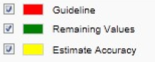 Guideline
Remaining Values
Estimate Accuracy